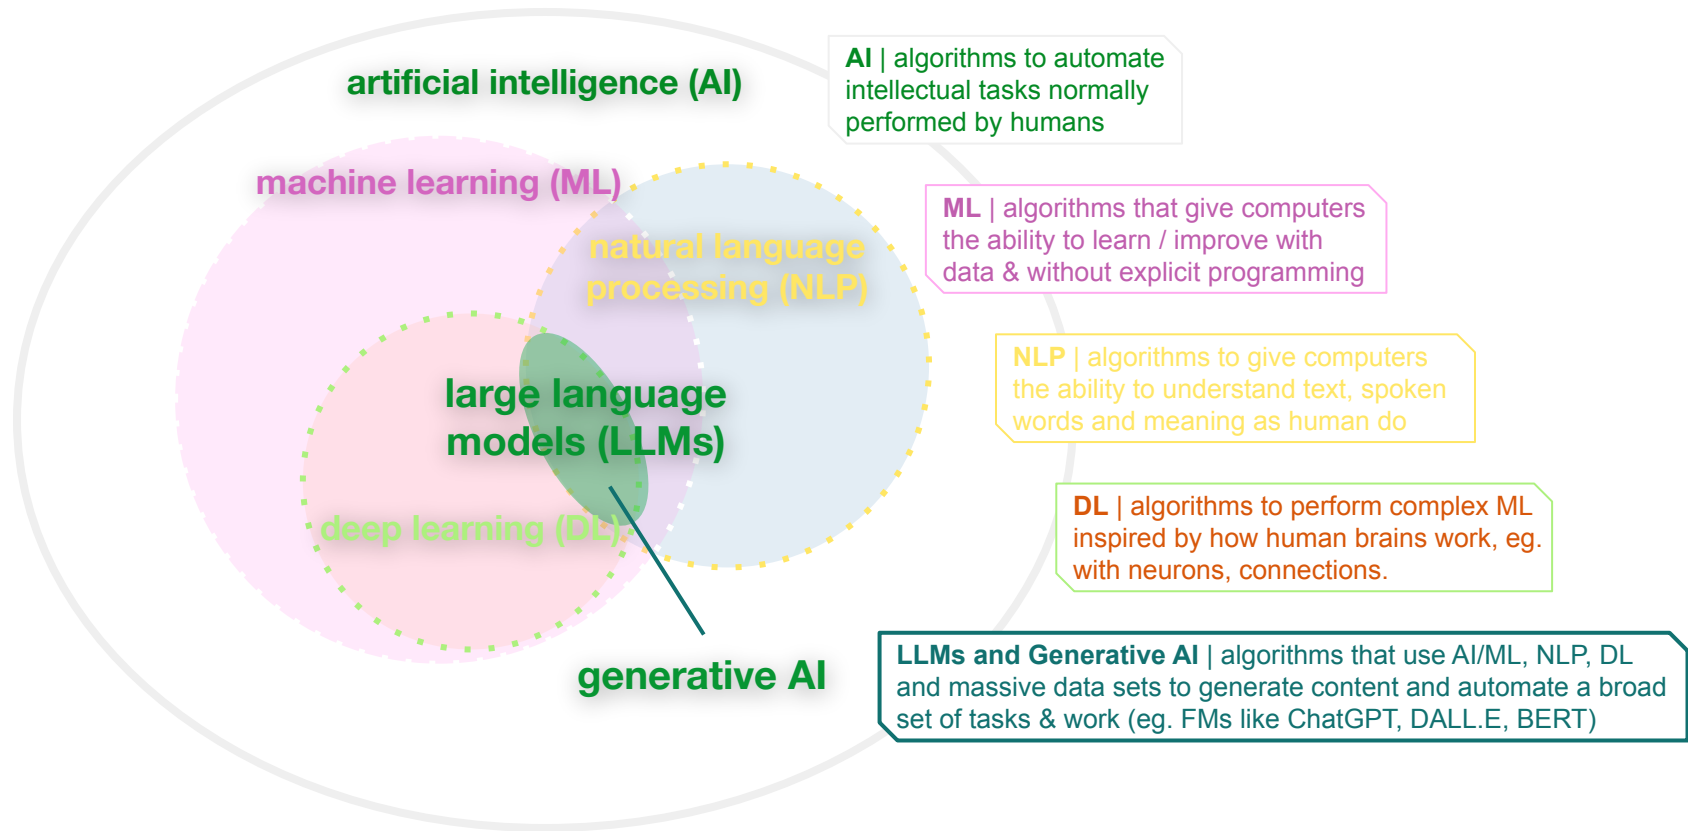 artificial intelligence (AI)
machine learning (ML)
natural language
processing (NLP)
large language
models (LLMs)
deep learning (DL)
generative AI
AI | algorithms to automate
intellectual tasks normally
performed by humans
ML | algorithms that give computers
the ability to learn / improve with
data & without explicit programming
NLP | algorithms to give computers
the ability to understand text, spoken
words and meaning as human do
DL | algorithms to perform complex ML
inspired by how human brains work, eg.
with neurons, connections.
LLMs and Generative AI | algorithms that use AI/ML, NLP, DL
and massive data sets to generate content and automate a broad
set of tasks & work (eg. FMs like ChatGPT, DALL.E, BERT)